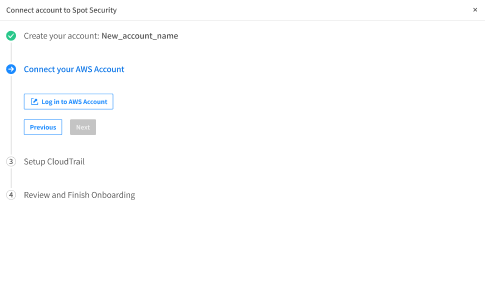 Connect account to Spot Security ×
Create your account: New_account_name
Connect your AWS Account
Log in to AWS Account
Previous Next
3 Setup CloudTrail
4 Review and Finish Onboarding